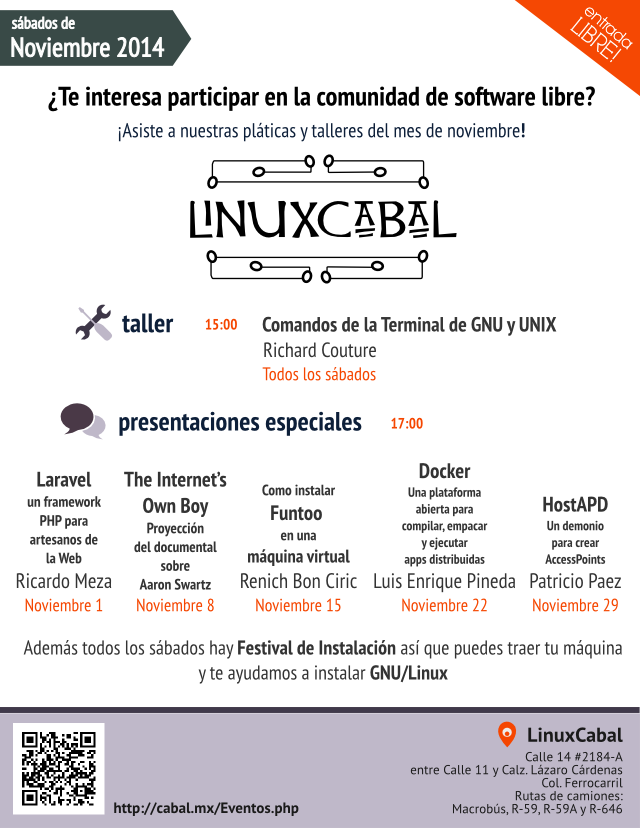 sábados de
Noviembre 2014
entrada
LIBRE!
¿Te interesa participar en la comunidad de software libre?
¡Asiste a nuestras pláticas y talleres del mes de noviembre!
LINUXCABAL
taller
15:00
Comandos de la Terminal de GNU y UNIX
Richard Couture
Todos los sábados
presentaciones especiales
17:00
Laravel
un framework
PHP para
artesanos de
la Web
Ricardo Meza
Noviembre 1
The Internet's
Own Boy
Proyección
del documental
sobre
Aaron Swartz
Noviembre 8
Como instalar
Funtoo
en una
máquina virtual
Renich Bon Ciric
Noviembre 15
Docker
Una plataforma
abierta para
compilar, empacar
y ejecutar
apps distribuidas
Luis Enrique Pineda
Noviembre 22
HostAPD
Un demonio
para crear
AccessPoints
Patricio Paez
Noviembre 29
Además todos los sábados hay Festival de Instalación así que puedes traer tu máquina
y te ayudamos a instalar GNU/Linux
http://cabal.mx/Eventos.php
LinuxCabal
Calle 14 #2184-A
entre Calle 11 y Calz. Lázaro Cárdenas
Col. Ferrocarril
Rutas de camiones:
Macrobús, R-59, R-59A y R-646